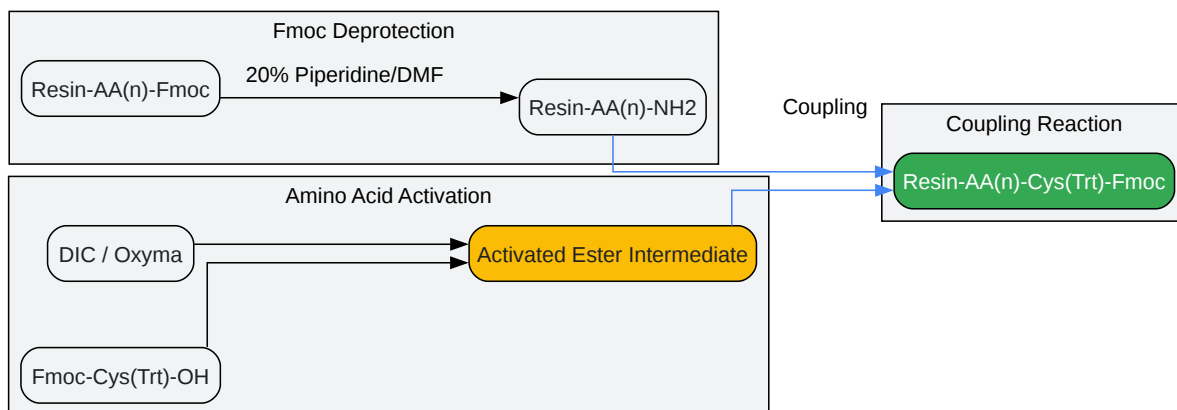 Fmoc Deprotection
Resin-AA(n)-Fmoc
20% Piperidine/DMF
Resin-AA(n)-NH2
Coupling
Coupling Reaction
Resin-AA(n)-Cys(Trt)-Fmoc
Amino Acid Activation
DIC / Oxyma
Activated Ester Intermediate
Fmoc-Cys(Trt)-OH